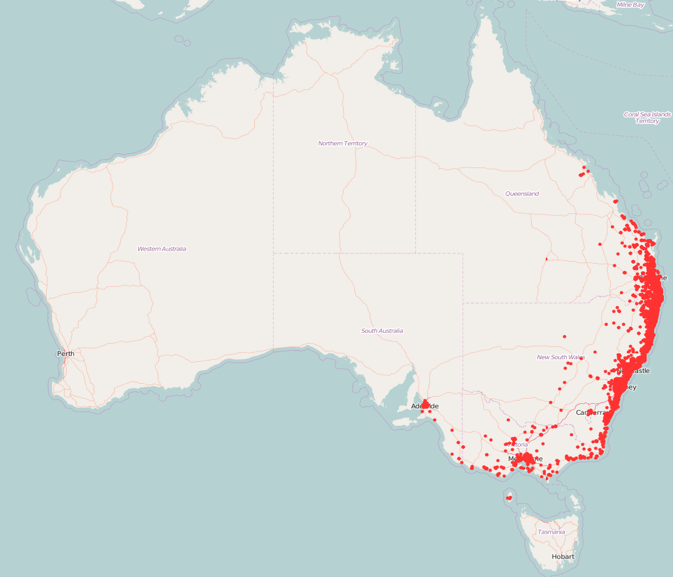 Milne Bay
Coral Sea Islands
Territory
Northern Territory
Queensland
Western Australia
South Australia
Perth
New South Wales
Adelaide
Tasmania
Hobart